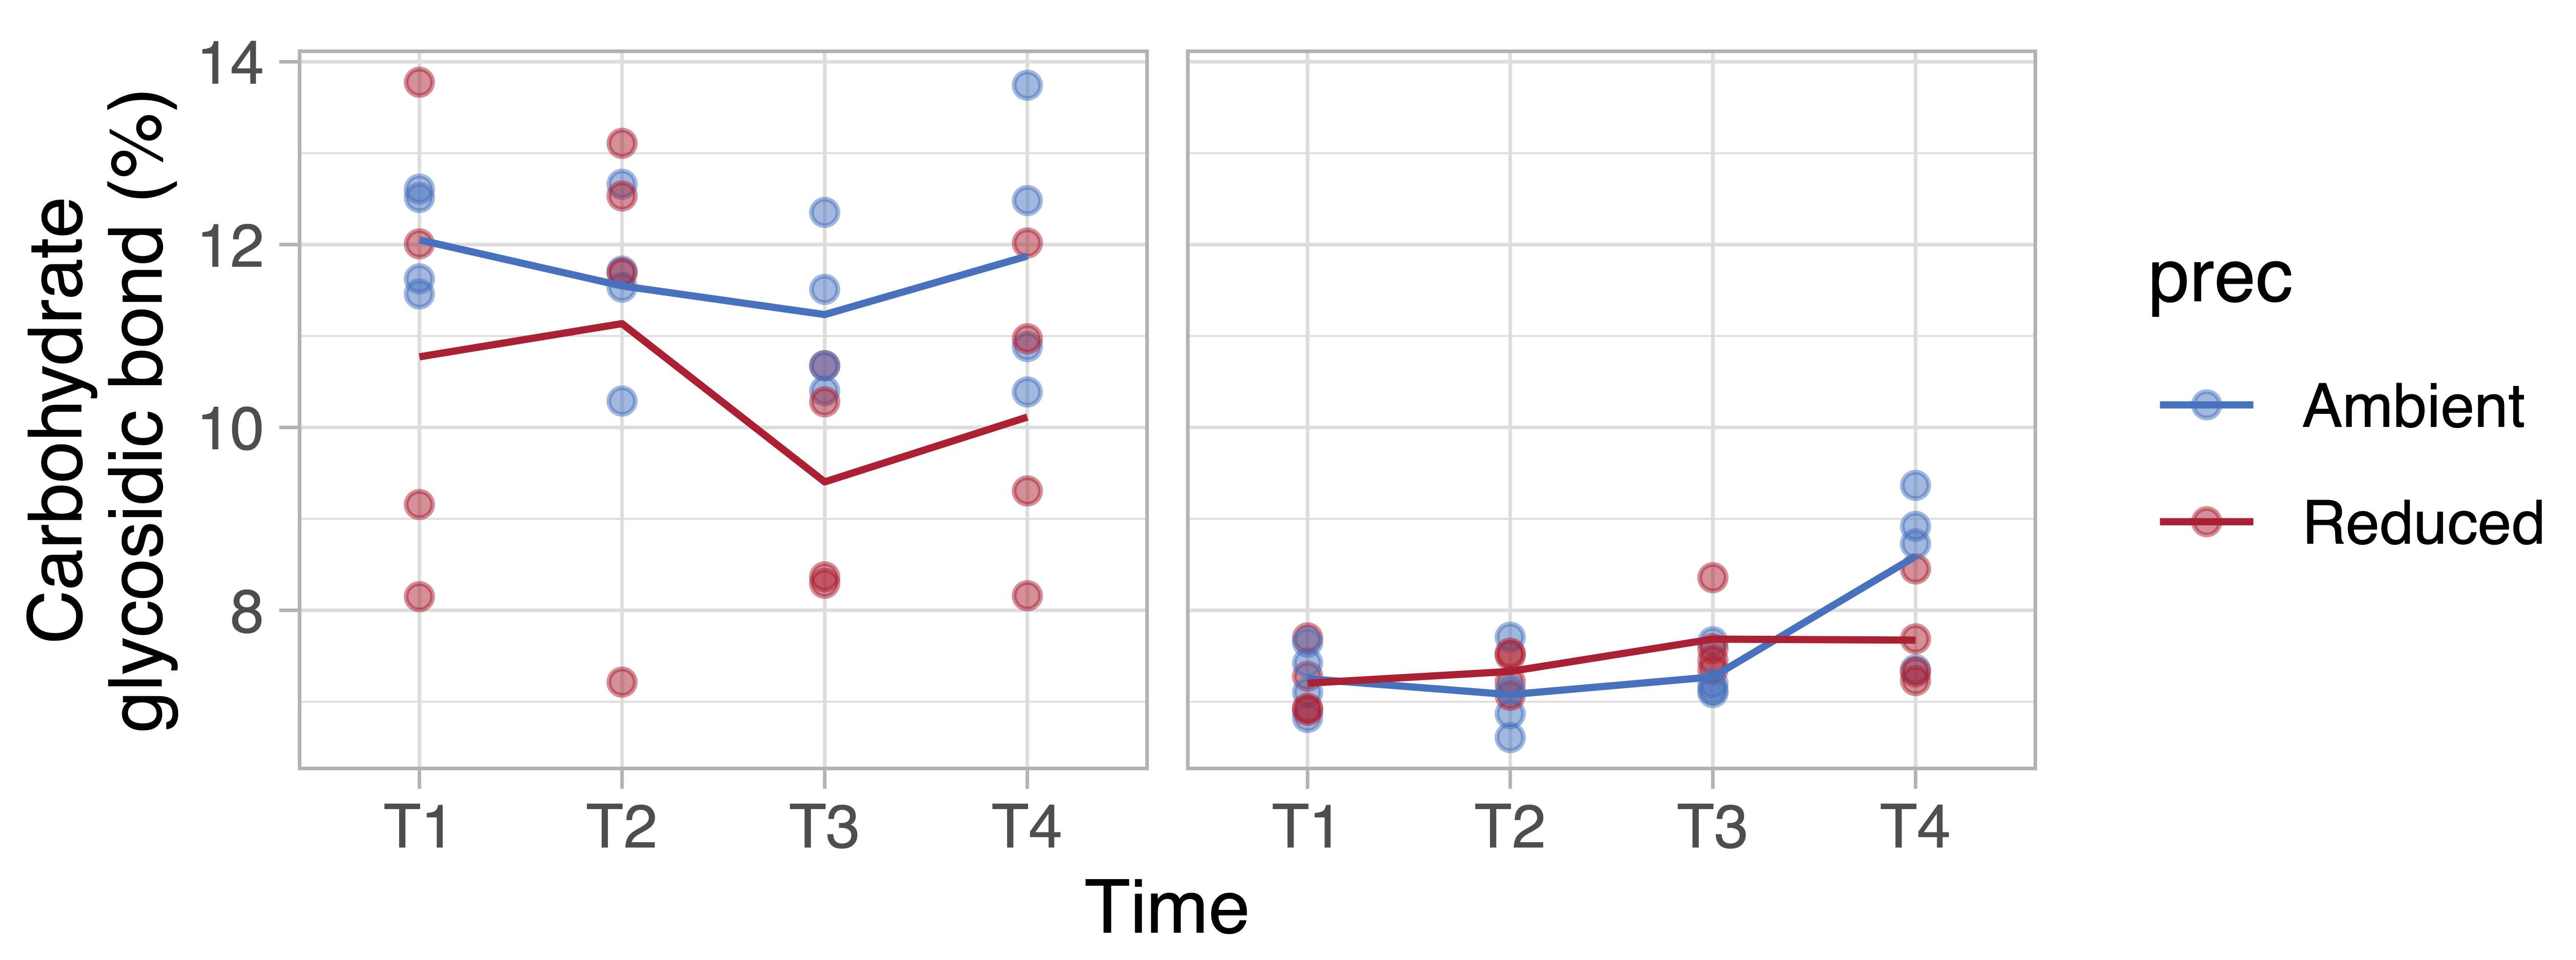 Carbohydrate
glycosidic bond (%)
14
12
10
8
T1 T2 T3 T4
T1 T2 T3 T4
Time
prec
Ambient
Reduced